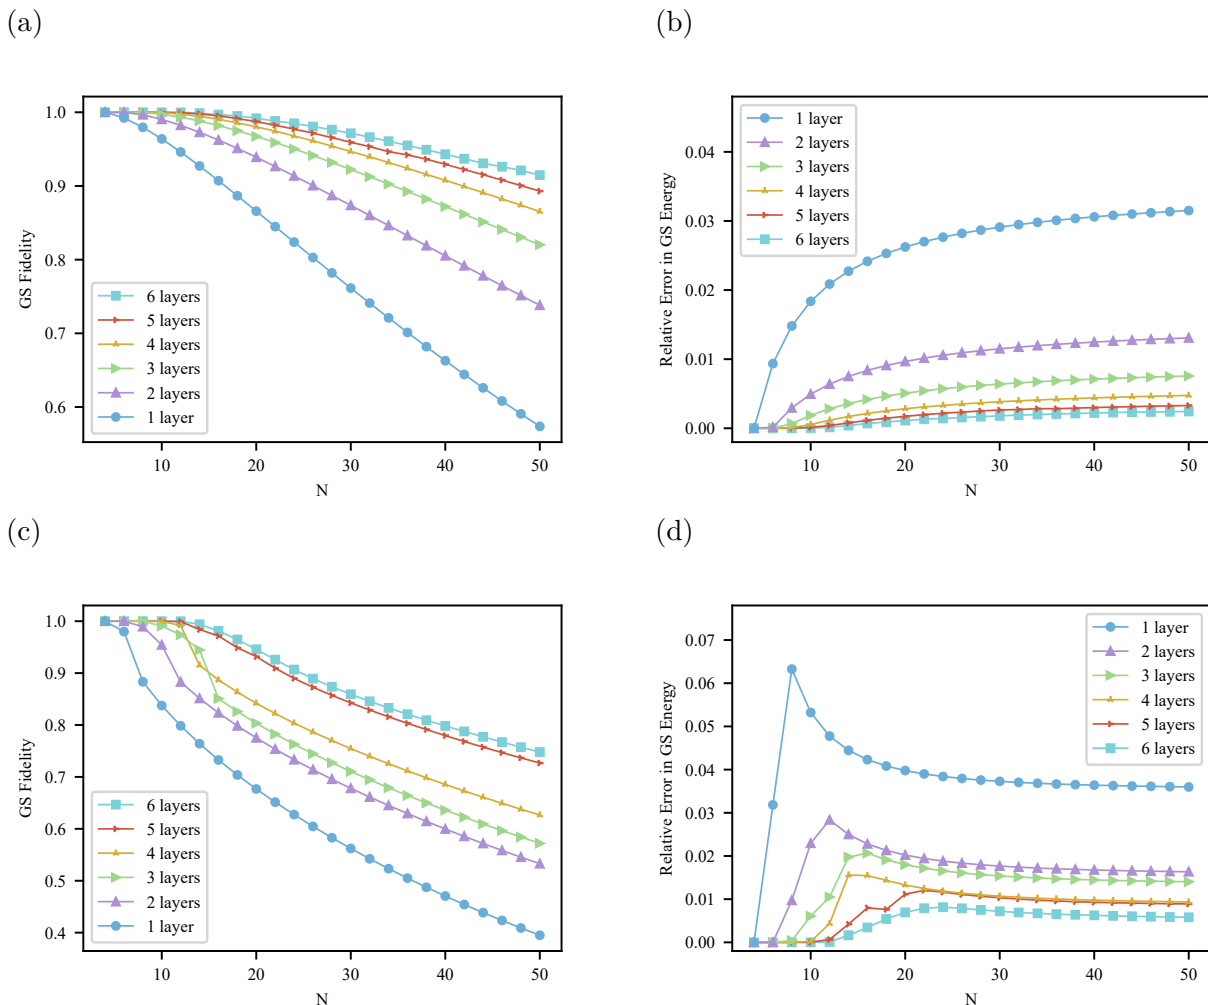 (a)
GS Fidelity
1.0
0.9
0.8
0.7
0.6
6 layers
5 layers
4 layers
3 layers
2 layers
1 layer
10
20
30
40
50
N
(b)
Relative Error in GS Energy
0.04
0.03
0.02
0.01
0.00
1 layer
2 layers
3 layers
4 layers
5 layers
6 layers
10
20
30
40
50
N
(c)
GS Fidelity
1.0
0.9
0.8
0.7
0.6
0.5
0.4
6 layers
5 layers
4 layers
3 layers
2 layers
1 layer
10
20
30
40
50
N
(d)
Relative Error in GS Energy
0.07
0.06
0.05
0.04
0.03
0.02
0.01
0.00
1 layer
2 layers
3 layers
4 layers
5 layers
6 layers
10
20
30
40
50
N